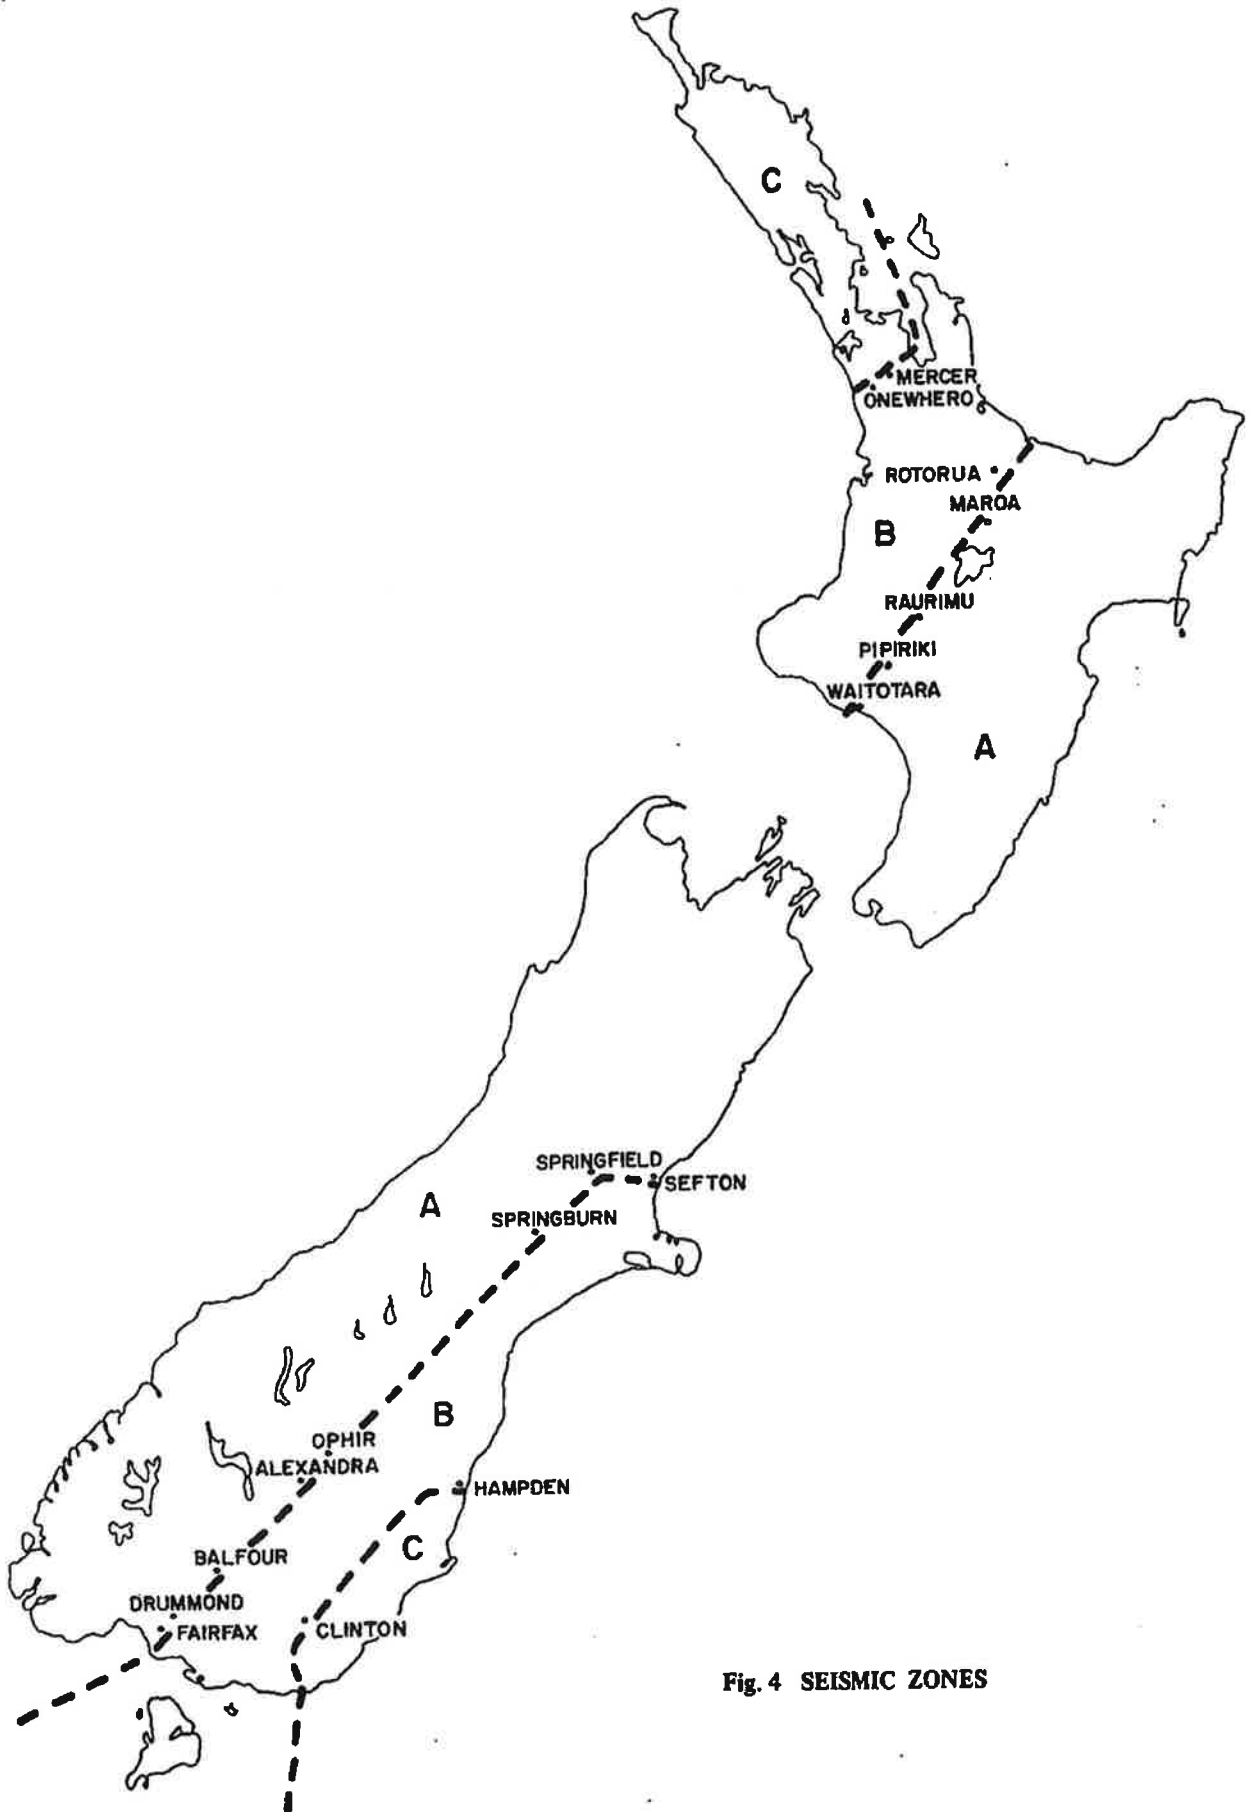 C
MERCER
ONEWHERO
ROTORUA
MAROA
B
RAURIMU
PIPIRIKI
WAITOTARA
A
SPRINGFIELD
SEFTON
A
SPRINGBURN
B
OPHIR
ALEXANDRA
HAMPDEN
C
BALFOUR
DRUMMOND
FAIRFAX
CLINTON
Fig. 4 SEISMIC ZONES